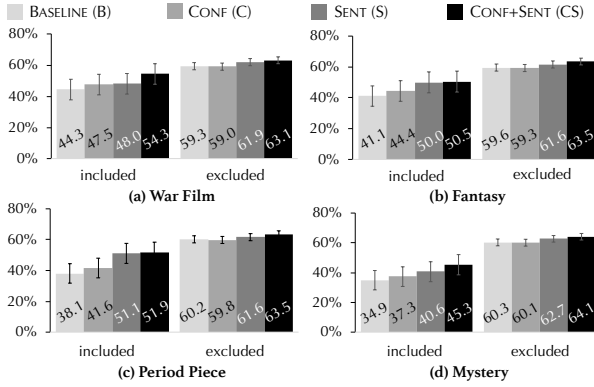 BASELINE (B) CONF (C) SENT (S) CONF+SENT (CS)
80%
60%
40%
20%
0%
44.3 47.5 48.0 54.3 59.3 59.0 61.9 63.1
included excluded
(a) War Film
80%
60%
40%
20%
0%
41.1 44.4 50.0 50.5 59.6 59.3 61.6 63.5
included excluded
(b) Fantasy
80%
60%
40%
20%
0%
38.1 41.6 51.1 51.9 60.2 59.8 61.6 63.5
included excluded
(c) Period Piece
80%
60%
40%
20%
0%
34.9 37.3 40.6 45.3 60.3 60.1 62.7 64.1
included excluded
(d) Mystery